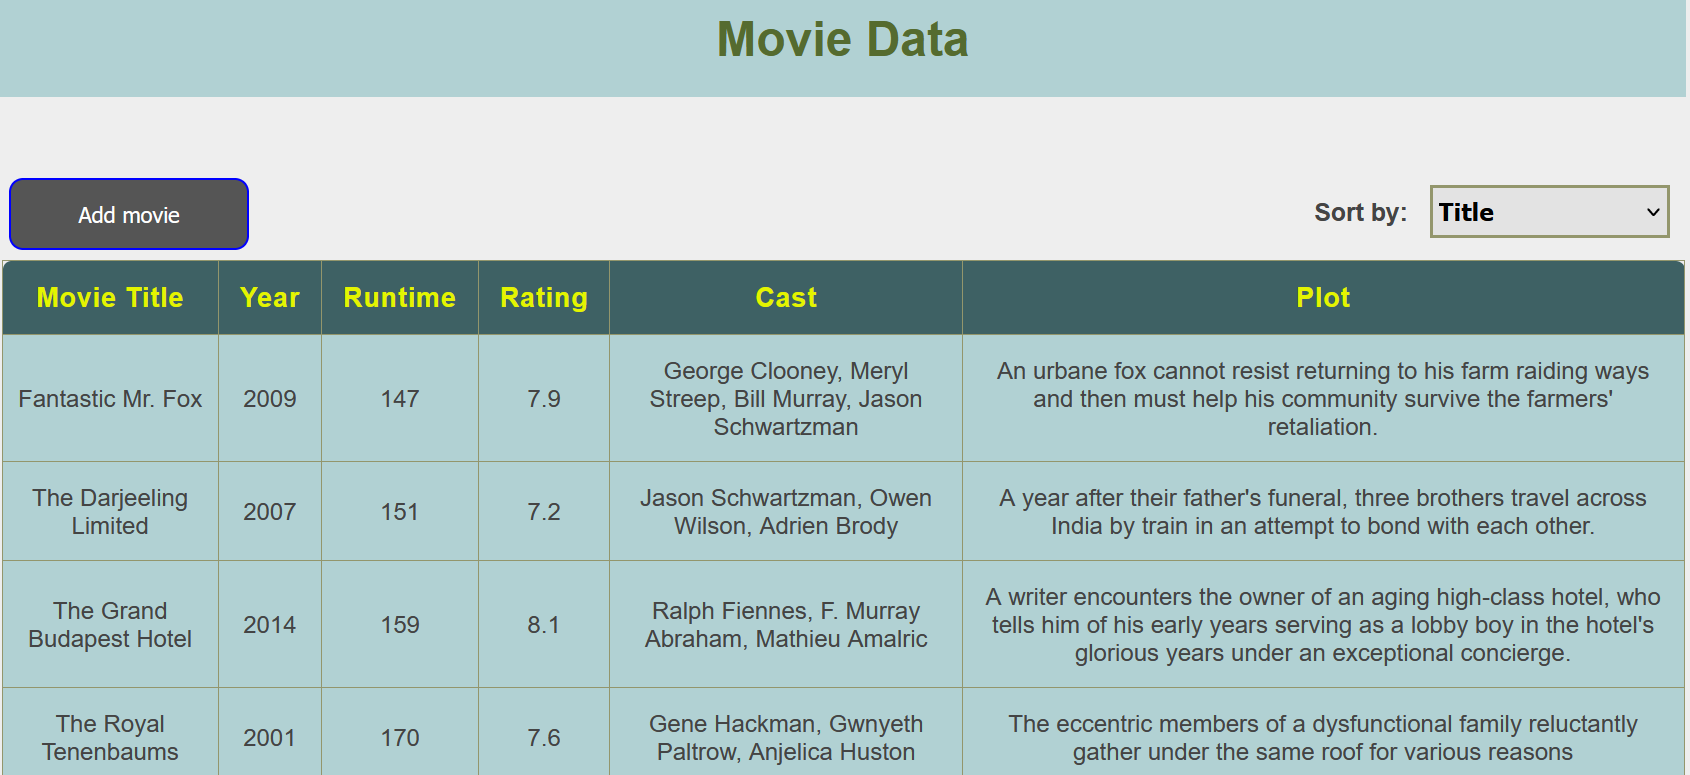 Movie Data
Add movie
Sort by: Title
Movie Title Year Runtime Rating Cast Plot
Fantastic Mr. Fox
2009
147
7.9
George Clooney, Meryl
Streep, Bill Murray, Jason
Schwartzman
An urbane fox cannot resist returning to his farm raiding ways
and then must help his community survive the farmers'
retaliation.
The Darjeeling
Limited
2007
151
7.2
Jason Schwartzman, Owen
Wilson, Adrien Brody
A year after their father's funeral, three brothers travel across
India by train in an attempt to bond with each other.
The Grand
Budapest Hotel
2014
159
8.1
Ralph Fiennes, F. Murray
Abraham, Mathieu Amalric
A writer encounters the owner of an aging high-class hotel, who
tells him of his early years serving as a lobby boy in the hotel's
glorious years under an exceptional concierge.
The Royal
Tenenbaums
2001
170
7.6
Gene Hackman, Gwnyeth
Paltrow, Anjelica Huston
The eccentric members of a dysfunctional family reluctantly
gather under the same roof for various reasons